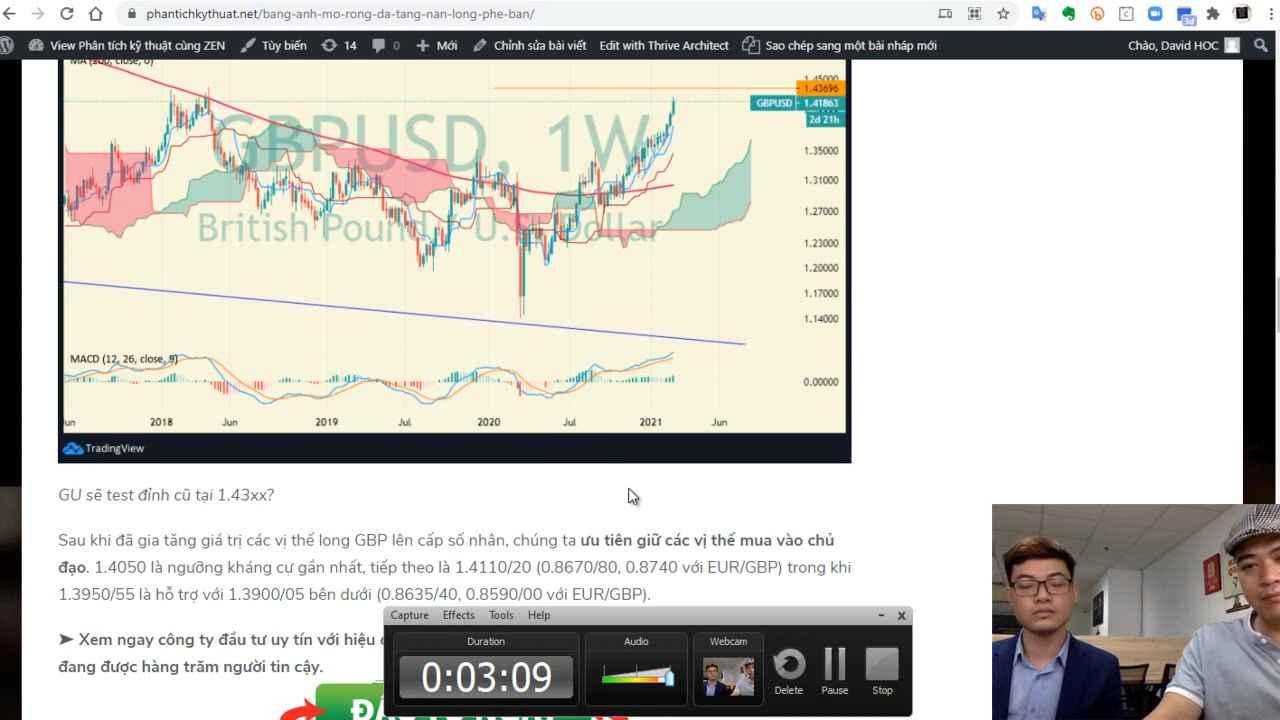 phantichkythuat.net/bang-anh-mo-rong-da-tang-nan-long-phe-ban/
3d
View Phân tích kỹ thuật cùng ZEN
Tùy biến
14
0
Mới
Chỉnh sửa bài viết
Edit with Thrive Architect
Sao chép sang một bài nháp mới
Chào, David HOC
MA (200, close, 0)
1.45000
1.43696
GBPUSD
1.41863
2d 21h
GBPUSD, 1W
1.35000
1.31000
British Pound / U.S. Dollar
1.27000
1.23000
1.20000
1.17000
1.14000
MACD (12, 26, close, 9)
0.00000
2018
Jun
2019
Jul
2020
Jul
2021
Jun
TradingView
GU sẽ test đỉnh cũ tại 1.43xx?
Sau khi đã gia tăng giá trị các vị thế long GBP lên cấp số nhân, chúng ta ưu tiên giữ các vị thế mua vào chủ
đạo. 1.4050 là ngưỡng kháng cự gần nhất, tiếp theo là 1.4110/20 (0.8670/80, 0.8740 với EUR/GBP) trong khi
1.3950/55 là hỗ trợ với 1.3900/05 bên dưới (0.8635/40, 0.8590/00 với EUR/GBP).
➤ Xem ngay công ty đầu tư uy tín với hiệu
đang được hàng trăm người tin cậy.
Capture
Effects
Tools
Help
Duration
Audio
Webcam
0:03:09
Delete
Pause
Stop